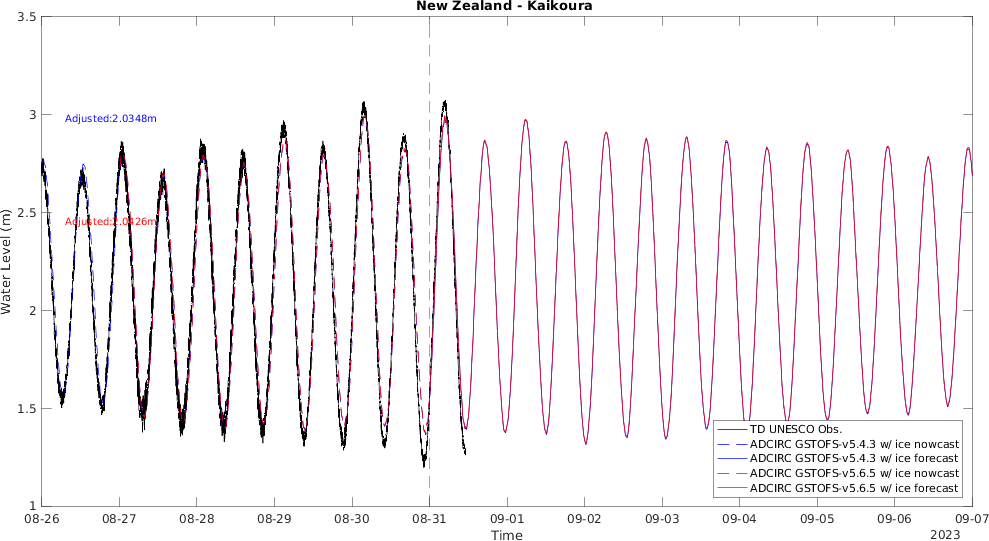 New Zealand - Kaikoura
3.5
3
2.5
2
1.5
1
Water Level (m)
Adjusted:2.0348m
Adjusted:2.0426m
TD UNESCO Obs.
ADCIRC GSTOFS-v5.4.3 w/ ice nowcast
ADCIRC GSTOFS-v5.4.3 w/ ice forecast
ADCIRC GSTOFS-v5.6.5 w/ ice nowcast
ADCIRC GSTOFS-v5.6.5 w/ ice forecast
08-26 08-27 08-28 08-29 08-30 08-31 09-01 09-02 09-03 09-04 09-05 09-06 09-07
Time
2023